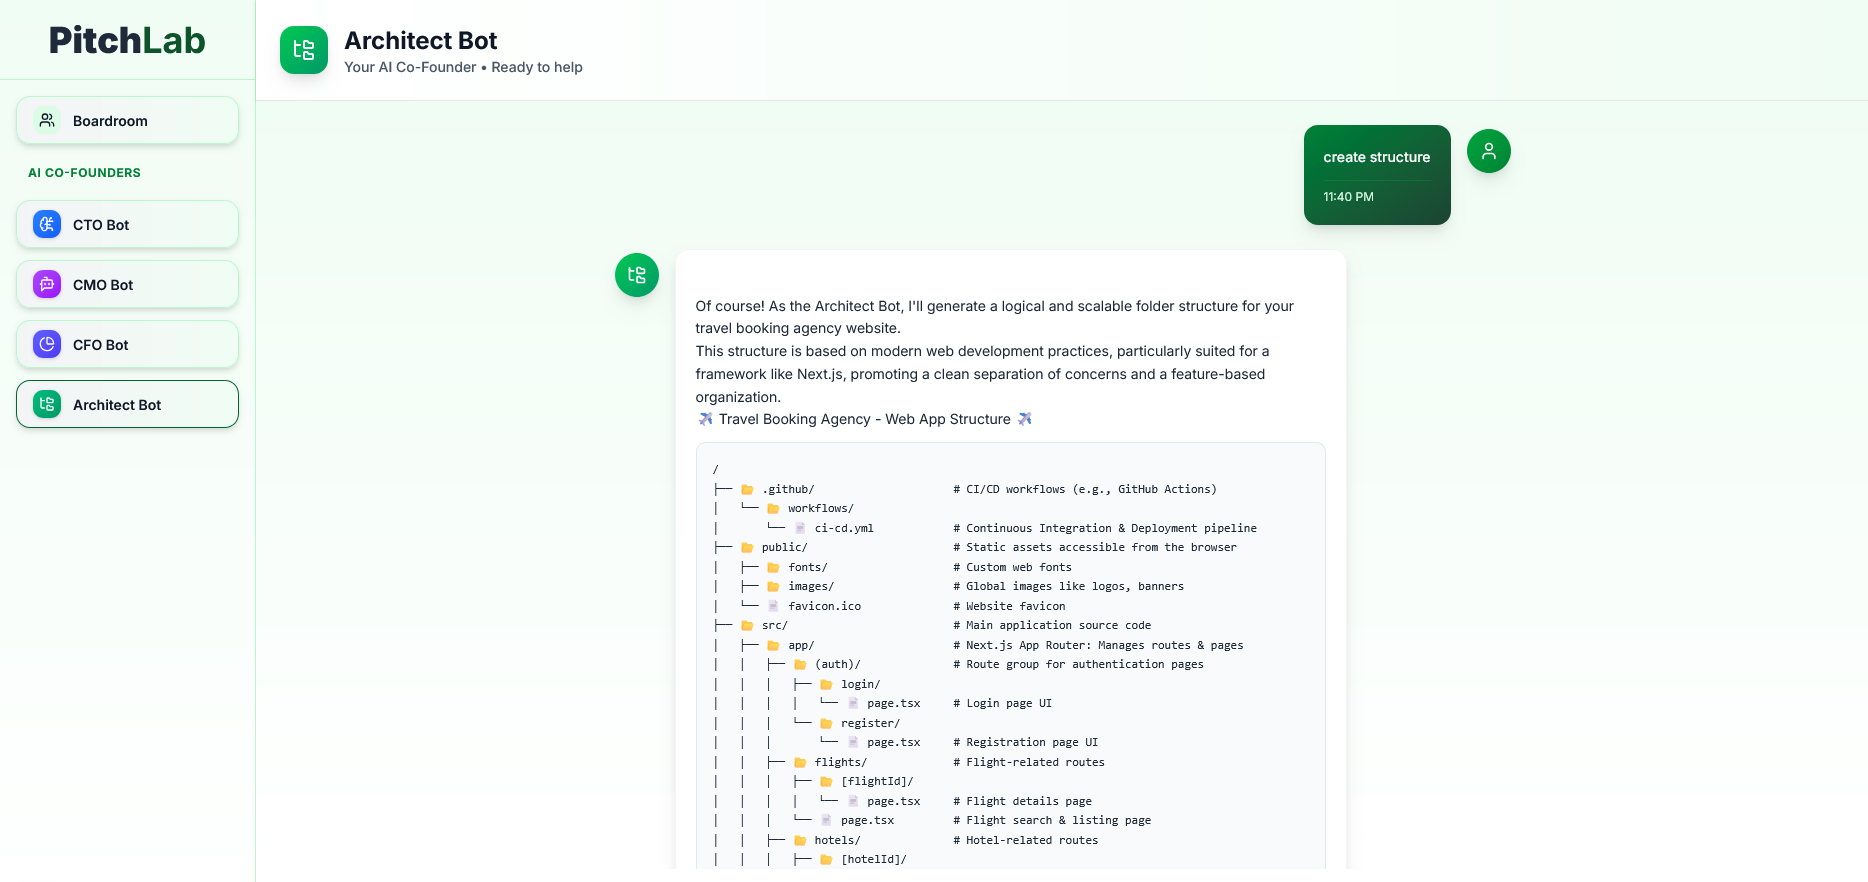 PitchLab
Boardroom
AI CO-FOUNDERS
CTO Bot
CMO Bot
CFO Bot
Architect Bot
Architect Bot
Your AI Co-Founder • Ready to help
create structure
11:40 PM
Of course! As the Architect Bot, I'll generate a logical and scalable folder structure for your
travel booking agency website.
This structure is based on modern web development practices, particularly suited for a
framework like Next.js, promoting a clean separation of concerns and a feature-based
organization.
✈️ Travel Booking Agency - Web App Structure ✈️
/
├── 📁 .github/                     # CI/CD workflows (e.g., GitHub Actions)
│   └── 📁 workflows/
│       └── 📄 ci-cd.yml            # Continuous Integration & Deployment pipeline
├── 📁 public/                      # Static assets accessible from the browser
│   ├── 📁 fonts/                   # Custom web fonts
│   ├── 📁 images/                  # Global images like logos, banners
│   └── 📄 favicon.ico              # Website favicon
├── 📁 src/                         # Main application source code
│   ├── 📁 app/                     # Next.js App Router: Manages routes & pages
│   │   ├── 📁 (auth)/              # Route group for authentication pages
│   │   │   ├── 📁 login/
│   │   │   │   └── 📄 page.tsx     # Login page UI
│   │   │   └── 📁 register/
│   │   │       └── 📄 page.tsx     # Registration page UI
│   │   ├── 📁 flights/             # Flight-related routes
│   │   │   ├── 📁 [flightId]/
│   │   │   │   └── 📄 page.tsx     # Flight details page
│   │   │   └── 📄 page.tsx         # Flight search & listing page
│   │   ├── 📁 hotels/              # Hotel-related routes
│   │   │   ├── 📁 [hotelId]/